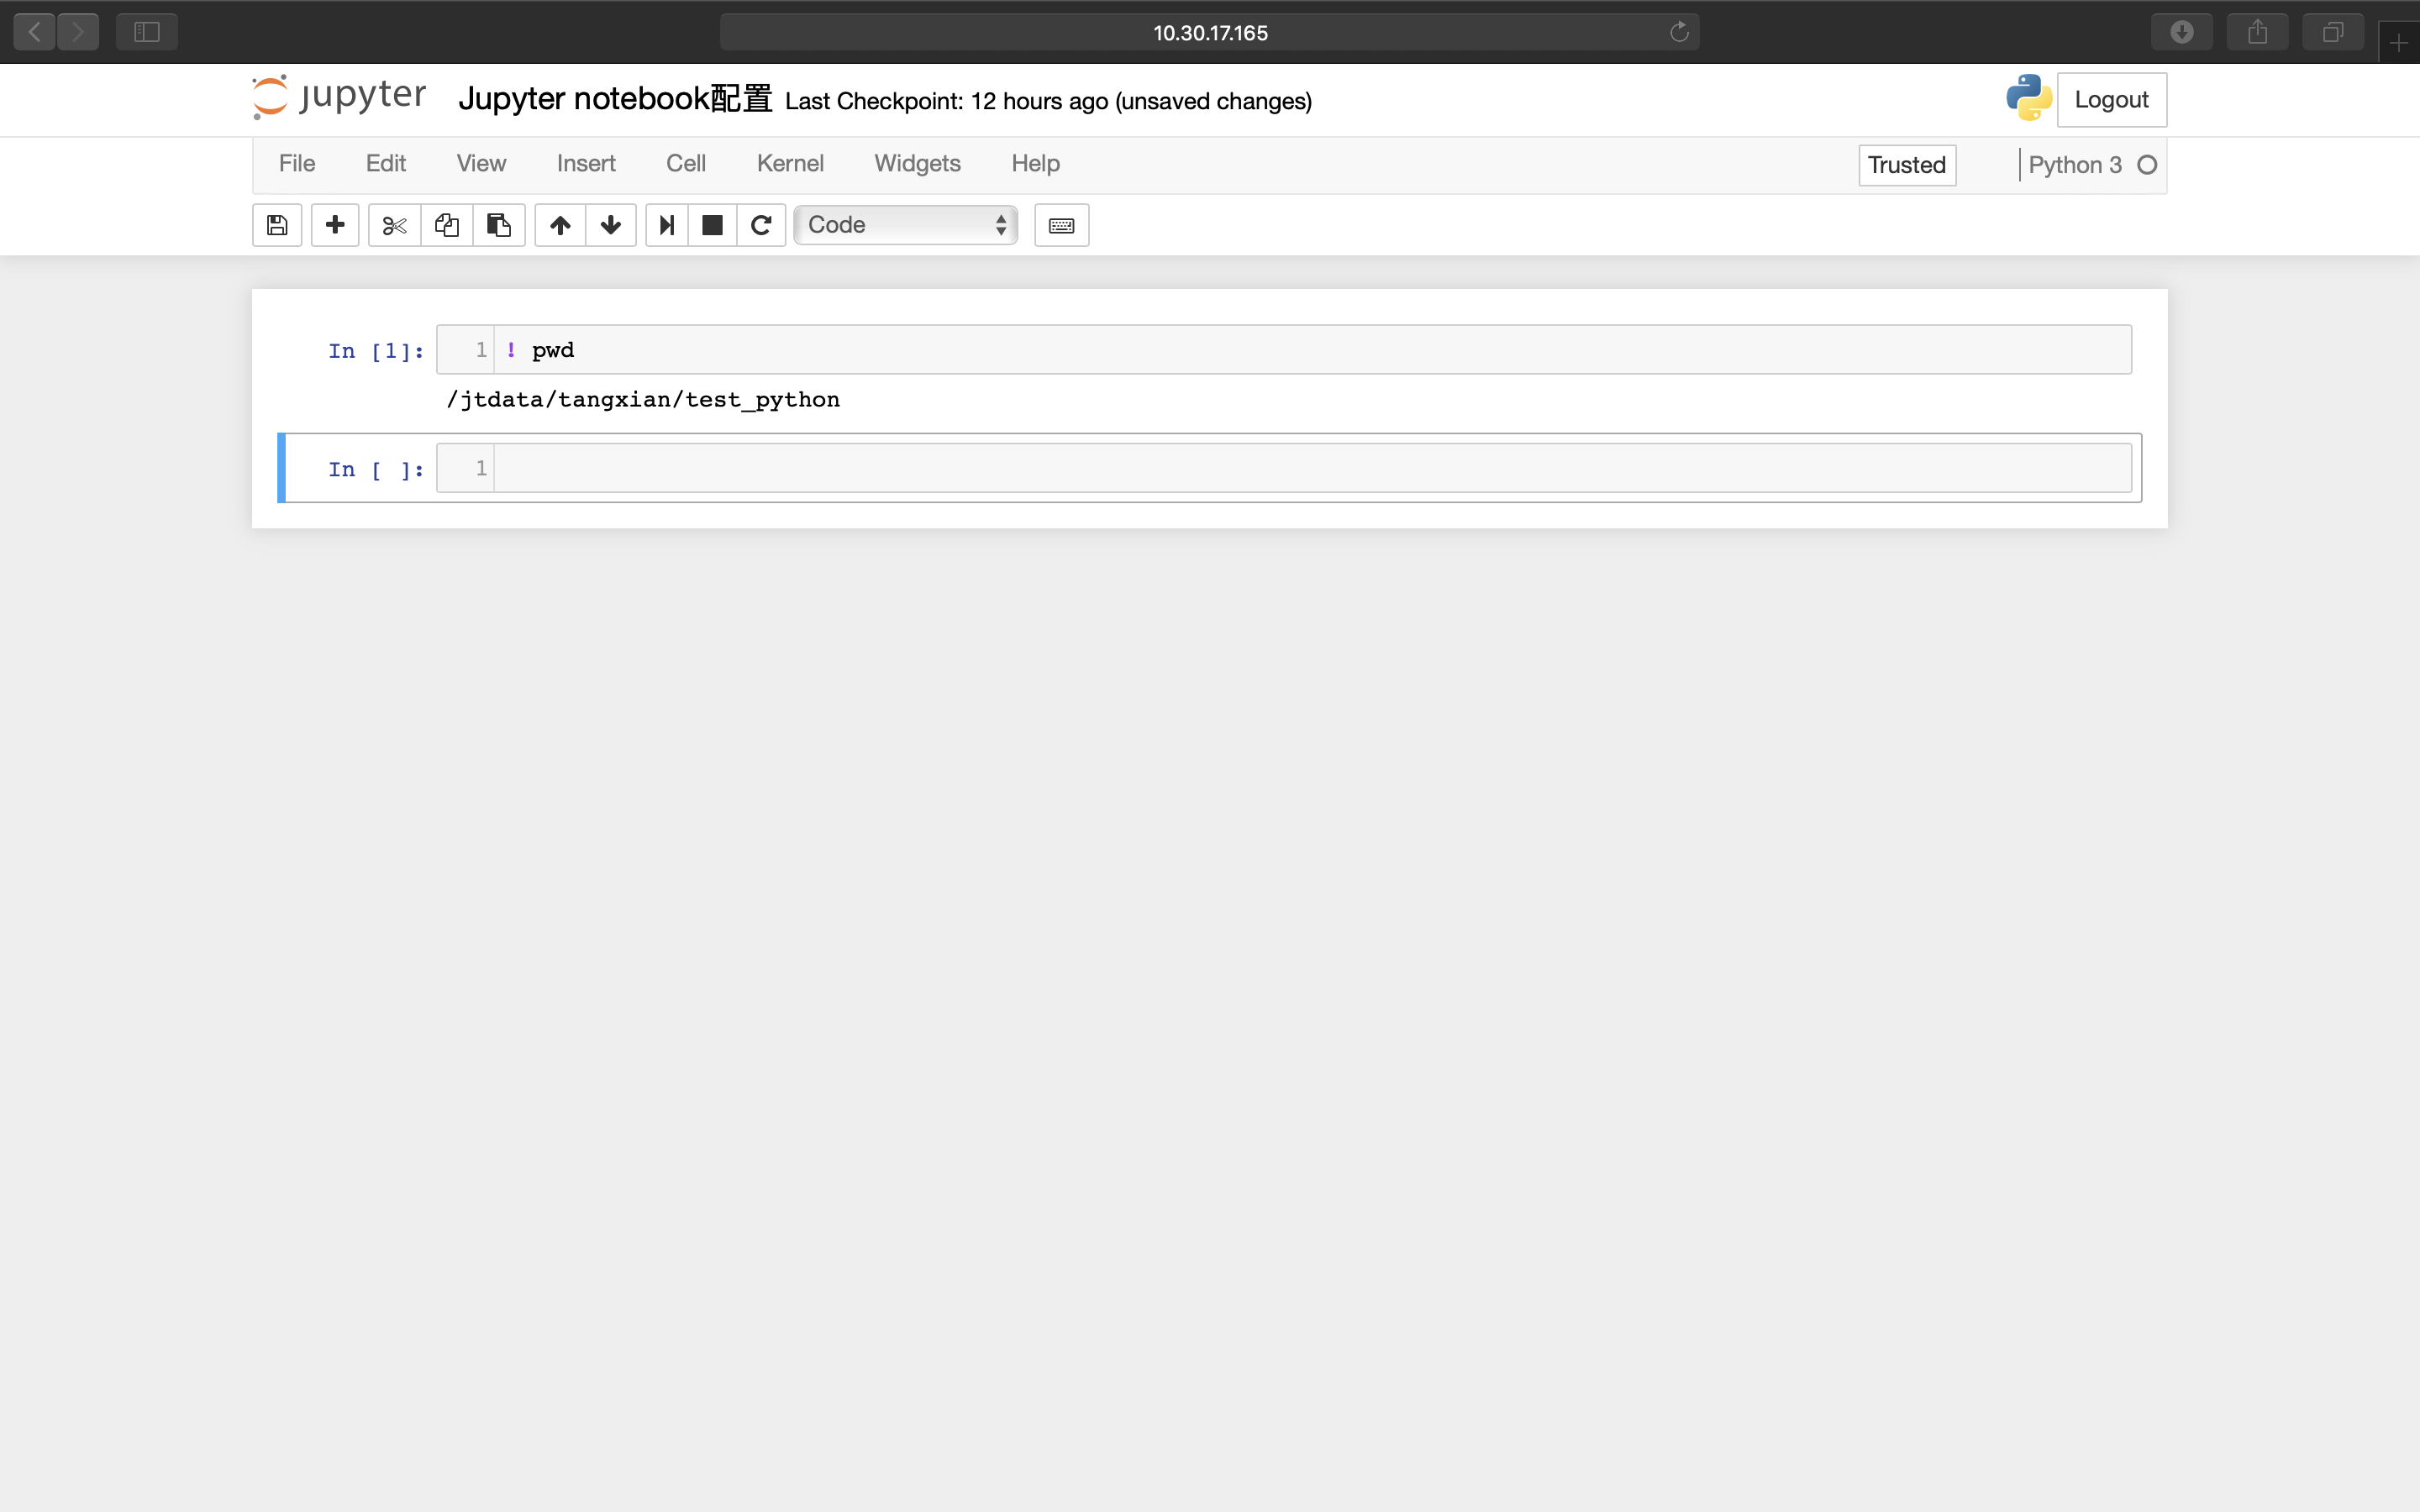 10.30.17.165
jupyter Jupyter notebook配置 Last Checkpoint: 12 hours ago (unsaved changes) Logout
File Edit View Insert Cell Kernel Widgets Help Trusted Python 3
Code
In [1]: 1 ! pwd
/jtdata/tangxian/test_python
In [ ]: 1